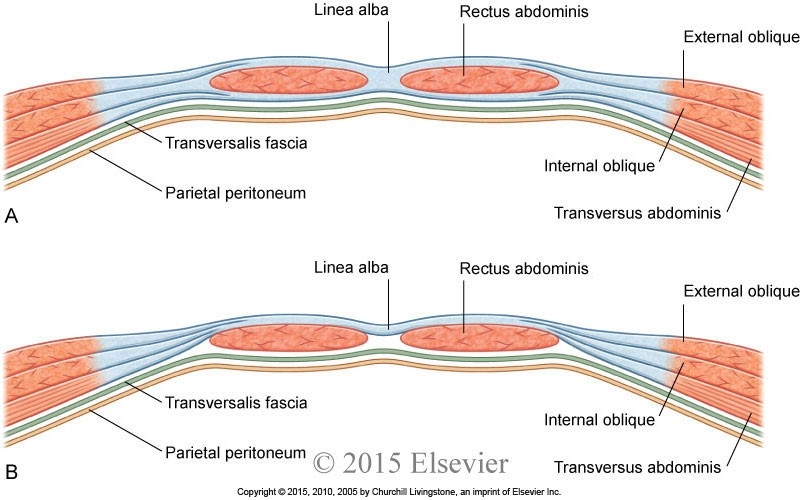 Linea alba
Rectus abdominis
External oblique
Transversalis fascia
Internal oblique
Parietal peritoneum
Transversus abdominis
A
Linea alba
Rectus abdominis
External oblique
Transversalis fascia
Internal oblique
Parietal peritoneum
© 2015 Elsevier
Transversus abdominis
B
Copyright © 2015, 2010, 2005 by Churchill Livingstone, an imprint of Elsevier Inc.